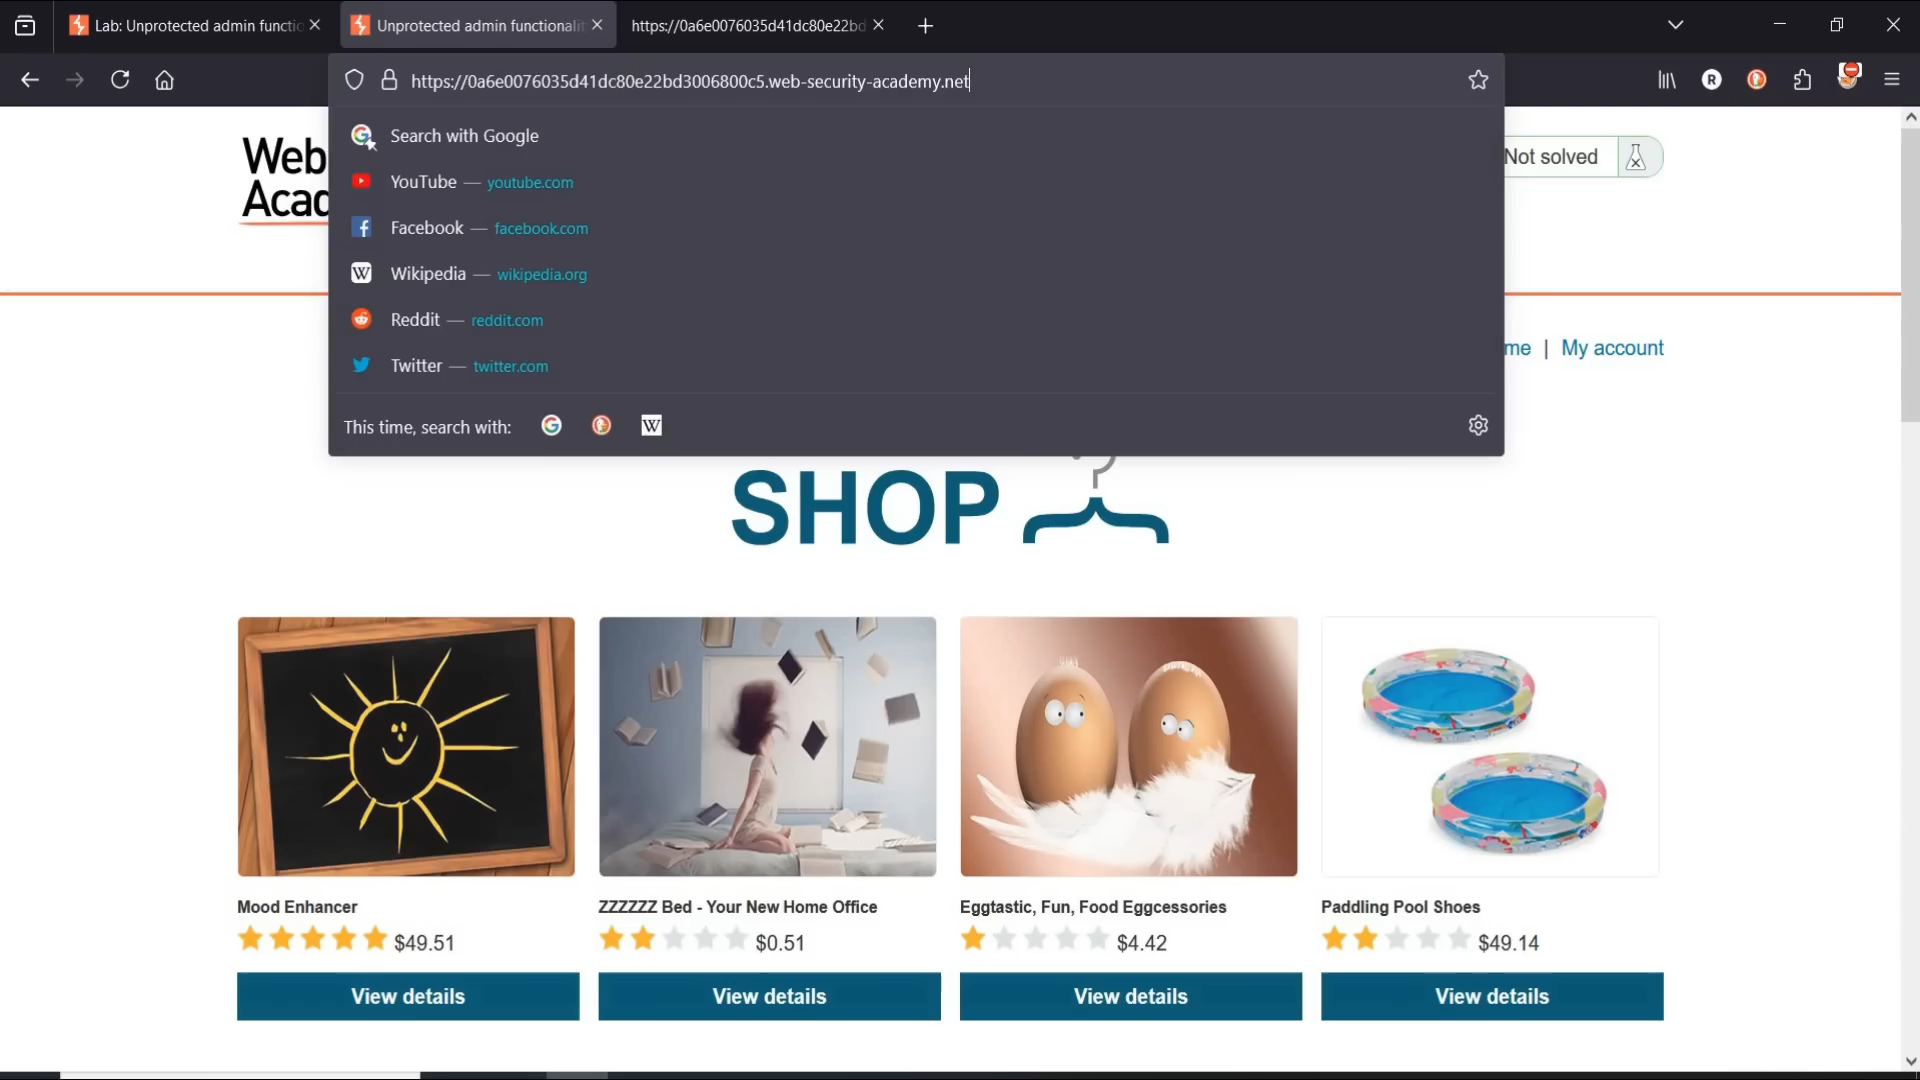 Lab: Unprotected admin functio
Unprotected admin functionali
https://0a6e0076035d41dc80e22bd
https://0a6e0076035d41dc80e22bd3006800c5.web-security-academy.net
R
Search with Google
YouTube — youtube.com
Facebook — facebook.com
Wikipedia — wikipedia.org
Reddit — reddit.com
Twitter — twitter.com
This time, search with:
Web
Acad
Not solved
me | My account
SHOP
Mood Enhancer
$49.51
View details
ZZZZZZ Bed - Your New Home Office
$0.51
View details
Eggtastic, Fun, Food Eggcessories
$4.42
View details
Paddling Pool Shoes
$49.14
View details